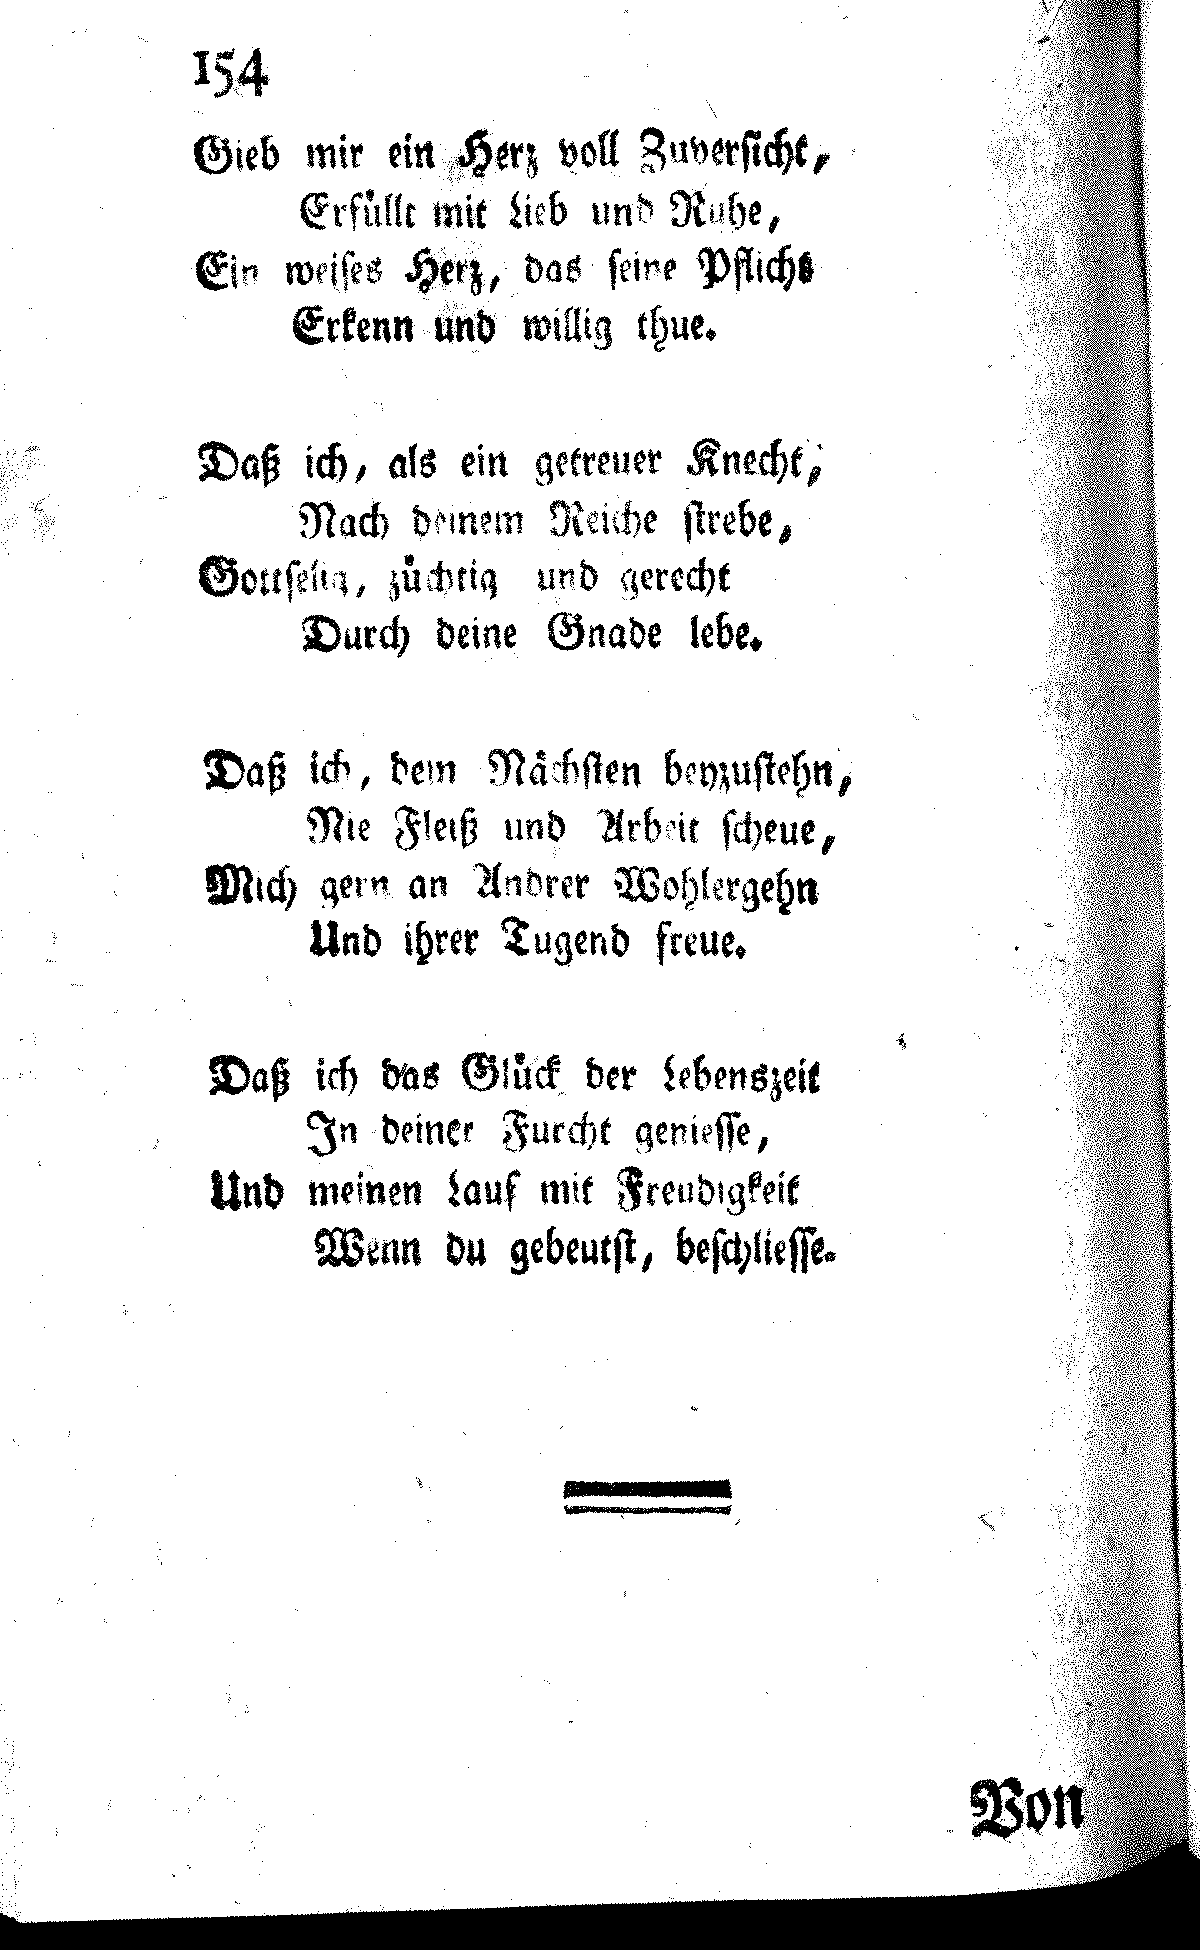 154
Gieb mir ein Herz voll Zuverſicht,
Erfüllt mit Lieb und Ruhe,
Ein weiſes Herz, das ſeine Pflicht
Erkenn und willig thue.
Daß ich, als ein getreuer Knecht,
Nach deinem Reiche ſtrebe,
Gottſelig, züchtig und gerecht
Durch deine Gnade lebe.
Daß ich, dem Nächſten beyzuſtehn,
Nie Fleiß und Arbeit ſcheue,
Mich gern an Andrer Wohlergehn
Und ihrer Tugend freue.
Daß ich das Glück der Lebenszeit
In deiner Furcht genieſſe,
Und meinen Lauf mit Freudigkeit
Wenn du gebeutſt, beſchlieſſe.
Von